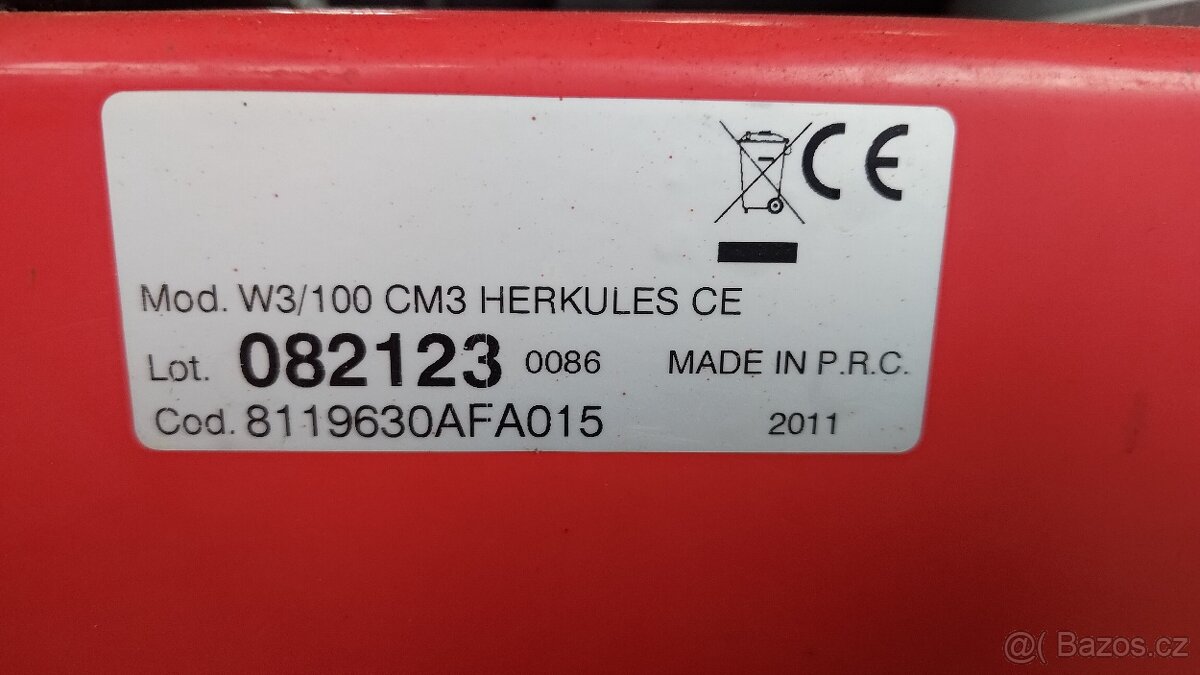 CE
Mod. W3/100 CM3 HERKULES CE
Lot. 082123 0086 MADE IN P.R.C.
Cod. 8119630AFA015 2011
@( Bazos.cz